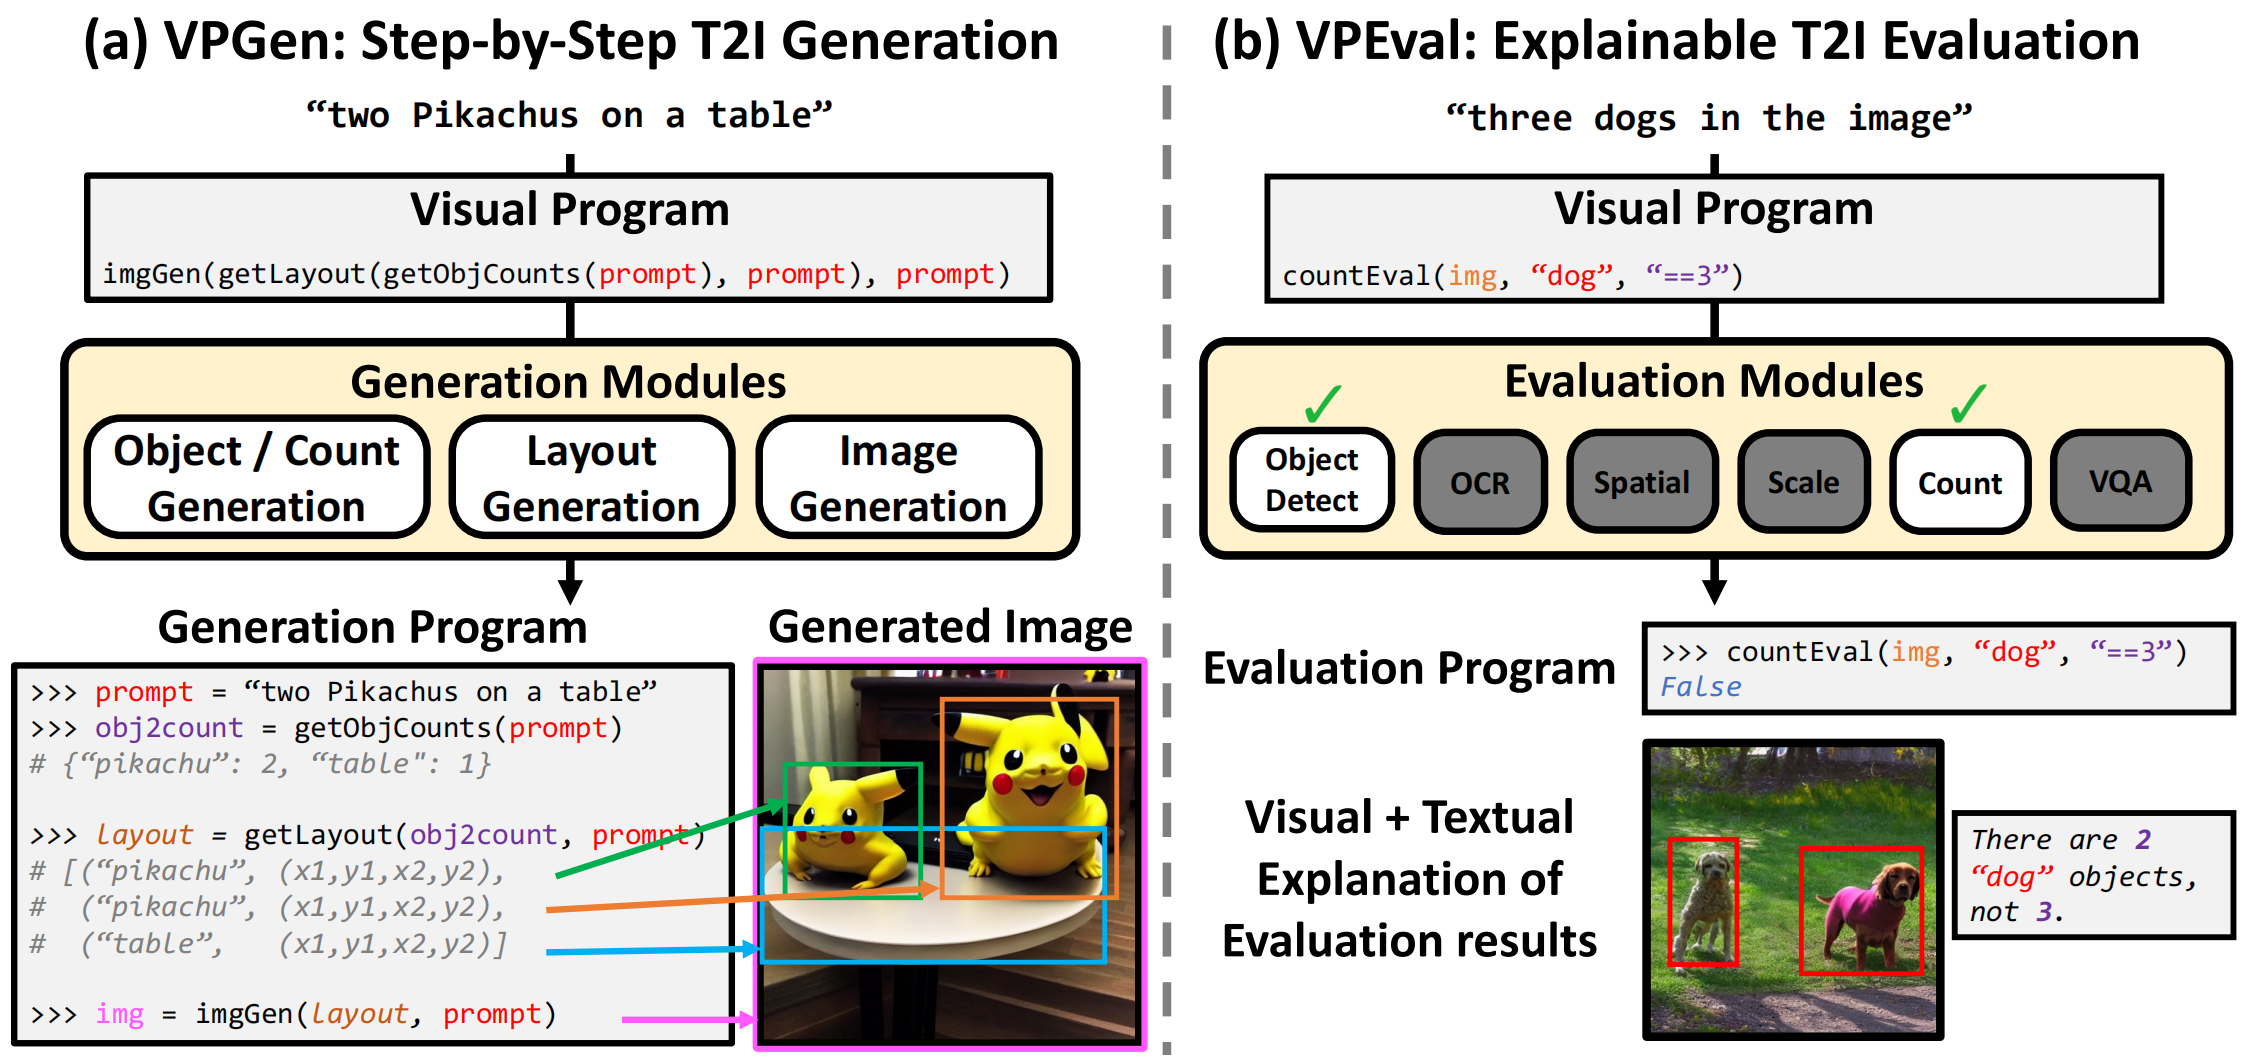 (a) VPGen: Step-by-Step T2I Generation
“two Pikachus on a table”
Visual Program
imgGen(getLayout(getObjCounts(prompt), prompt), prompt)
Generation Modules
Object / Count
Generation
Layout
Generation
Image
Generation
Generation Program
>>> prompt = “two Pikachus on a table”
>>> obj2count = getObjCounts(prompt)
# {“pikachu”: 2, “table": 1}
>>> layout = getLayout(obj2count, prompt)
# [(“pikachu”, (x1,y1,x2,y2),
# (“pikachu”, (x1,y1,x2,y2),
# (“table”, (x1,y1,x2,y2)]
>>> img = imgGen(layout, prompt)
Generated Image
(b) VPEval: Explainable T2I Evaluation
“three dogs in the image”
Visual Program
countEval(img, “dog”, “==3”)
Evaluation Modules
Object
Detect
OCR
Spatial
Scale
Count
VQA
Evaluation Program
>>> countEval(img, “dog”, “==3”)
False
Visual + Textual
Explanation of
Evaluation results
There are 2
“dog” objects,
not 3.